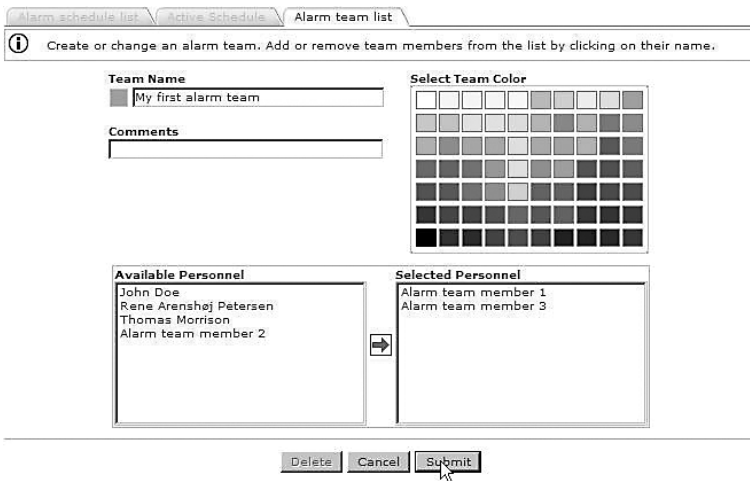 Alarm schedule list Active Schedule Alarm team list
Create or change an alarm team. Add or remove team members from the list by clicking on their name.
Team Name
My first alarm team
Comments
Select Team Color
Available Personnel
John Doe
Rene Arenshøj Petersen
Thomas Morrison
Alarm team member 2
Selected Personnel
Alarm team member 1
Alarm team member 3
Delete Cancel Submit